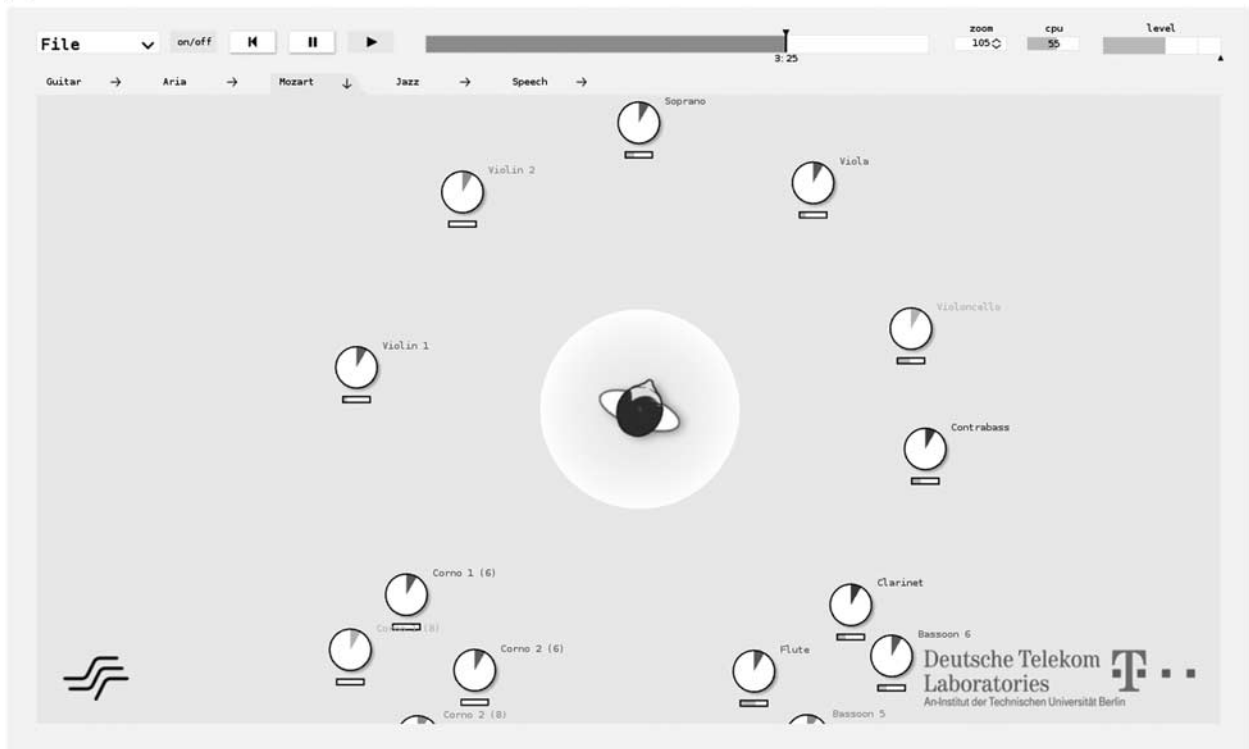 File
on/off
zoom
105
cpu
55
level
3:25
Guitar
Aria
Mozart
Jazz
Speech
Soprano
Violin 2
Viola
Violoncello
Violin 1
Contrabass
Corno 1 (6)
Clarinet
(8)
Bassoon 6
Corno 2 (6)
Flute
Deutsche Telekom
Laboratories
An-Institut der Technischen Universität Berlin
Corno 2 (8)
Bassoon 5